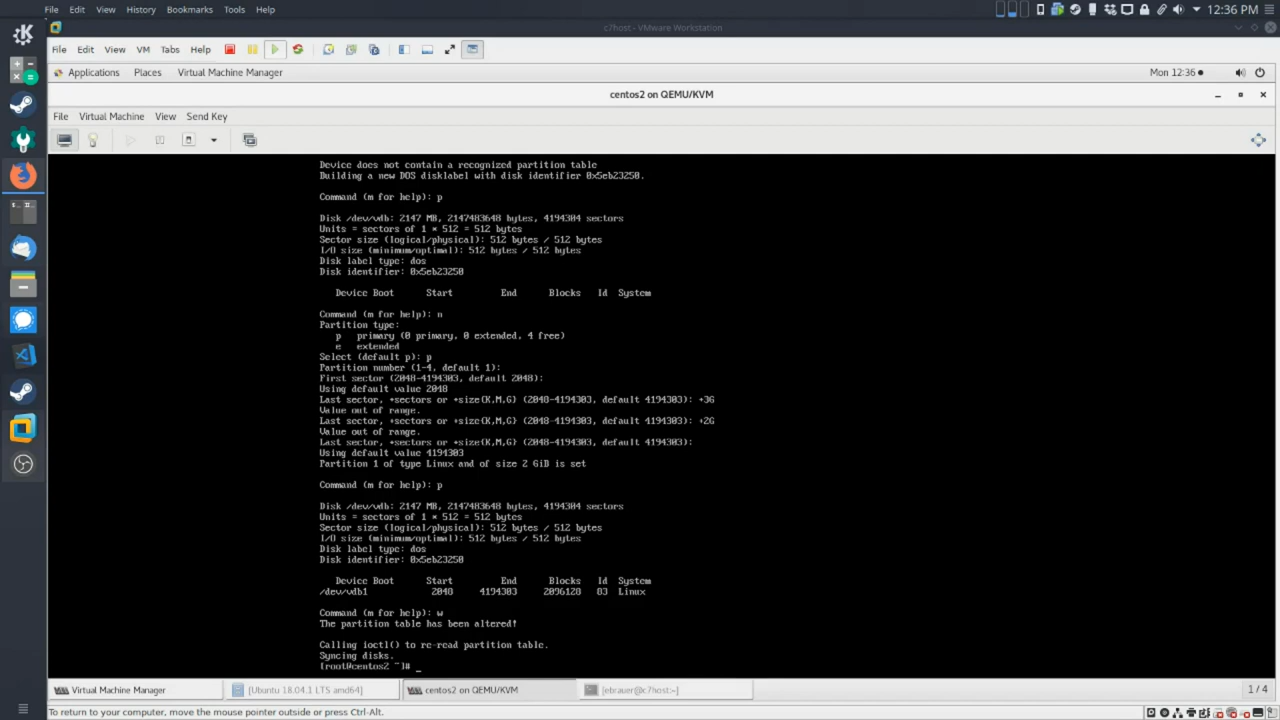 File Edit View History Bookmarks Tools Help 12:36 PM
c7host - VMware Workstation
File Edit View VM Tabs Help
Applications Places Virtual Machine Manager Mon 12:36
centos2 on QEMU/KVM
File Virtual Machine View Send Key
Device does not contain a recognized partition table
Building a new DOS disklabel with disk identifier 0x5eb23250.
Command (m for help): p
Disk /dev/vdb: 2147 MB, 2147483648 bytes, 4194304 sectors
Units = sectors of 1 * 512 = 512 bytes
Sector size (logical/physical): 512 bytes / 512 bytes
I/O size (minimum/optimal): 512 bytes / 512 bytes
Disk label type: dos
Disk identifier: 0x5eb23250
Device Boot Start End Blocks Id System
Command (m for help): n
Partition type:
p primary (0 primary, 0 extended, 4 free)
e extended
Select (default p): p
Partition number (1-4, default 1):
First sector (2048-4194303, default 2048):
Using default value 2048
Last sector, +sectors or +size{K,M,G} (2048-4194303, default 4194303): +3G
Value out of range.
Last sector, +sectors or +size{K,M,G} (2048-4194303, default 4194303): +2G
Value out of range.
Last sector, +sectors or +size{K,M,G} (2048-4194303, default 4194303):
Using default value 4194303
Partition 1 of type Linux and of size 2 GiB is set
Command (m for help): p
Disk /dev/vdb: 2147 MB, 2147483648 bytes, 4194304 sectors
Units = sectors of 1 * 512 = 512 bytes
Sector size (logical/physical): 512 bytes / 512 bytes
I/O size (minimum/optimal): 512 bytes / 512 bytes
Disk label type: dos
Disk identifier: 0x5eb23250
Device Boot Start End Blocks Id System
/dev/vdb1 2048 4194303 2096128 83 Linux
Command (m for help): w
The partition table has been altered!
Calling ioctl() to re-read partition table.
Syncing disks.
[root@centos2 ~]# _
Virtual Machine Manager [Ubuntu 18.04.1 LTS amd64] centos2 on QEMU/KVM [ebrauer@c7host:~] 1 / 4
To return to your computer, move the mouse pointer outside or press Ctrl-Alt.